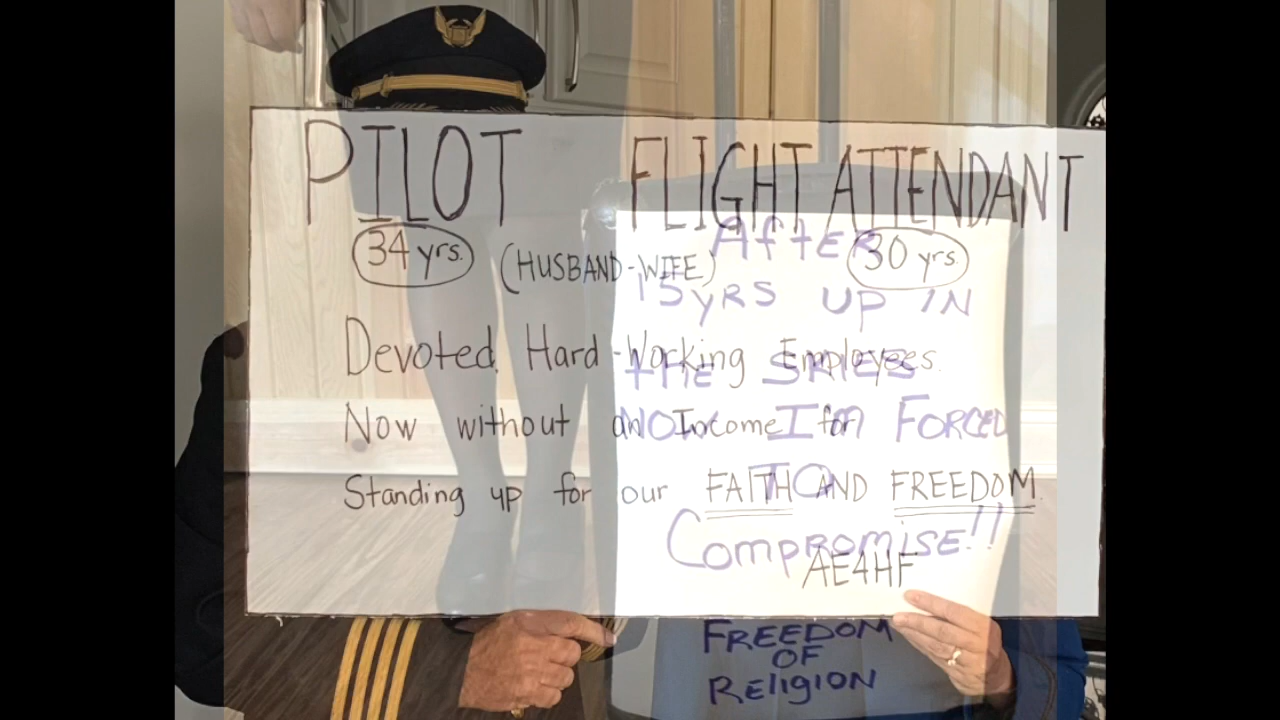 PILOT FLIGHT ATTENDANT
34 yrs. (HUSBAND-WIFE) 30 yrs.
Devoted, Hard-Working Employees.
Now without an Income for
Standing up for our FAITH AND FREEDOM.
AE4HF
AftER
15yRS UP IN
tHE SKIES
NOW I'm FORCED
TO
COmpROmiSE!!
FREEDOM
OF
RELigION